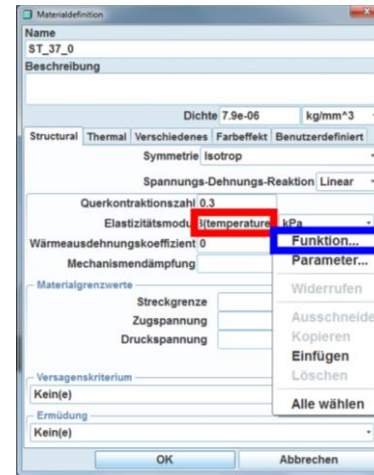 Materialdefinition
Name
ST_37_0
Beschreibung
Dichte 7.9e-06 kg/mm^3
Structural Thermal Verschiedenes Farbeffekt Benutzerdefiniert
Symmetrie Isotrop
Spannungs-Dehnungs-Reaktion Linear
Querkontraktionszahl 0.3
Elastizitätsmodu (temperature kPa
Funktion...
Wärmeausdehnungskoeffizient 0
Parameter...
Mechanismendämpfung
Widerrufen
Materialgrenzwerte
Streckgrenze
Ausschneide
Zugspannung
Kopieren
Druckspannung
Einfügen
Löschen
Versagenskriterium
Kein(e)
Alle wählen
Ermüdung
Kein(e)
OK Abbrechen